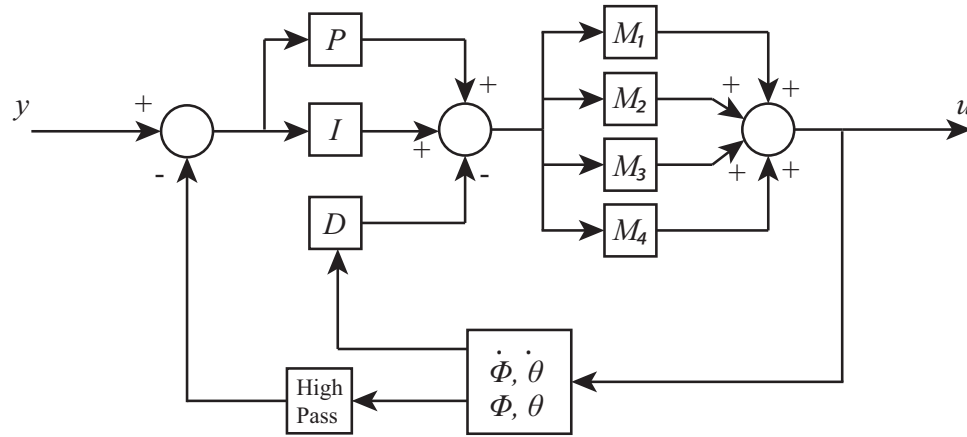 P
M₁
+
+
y
+
+
M₂
+
u
I
+
-
-
M₃
+
+
D
M₄
Φ̇, θ̇
High
Pass
Φ, θ